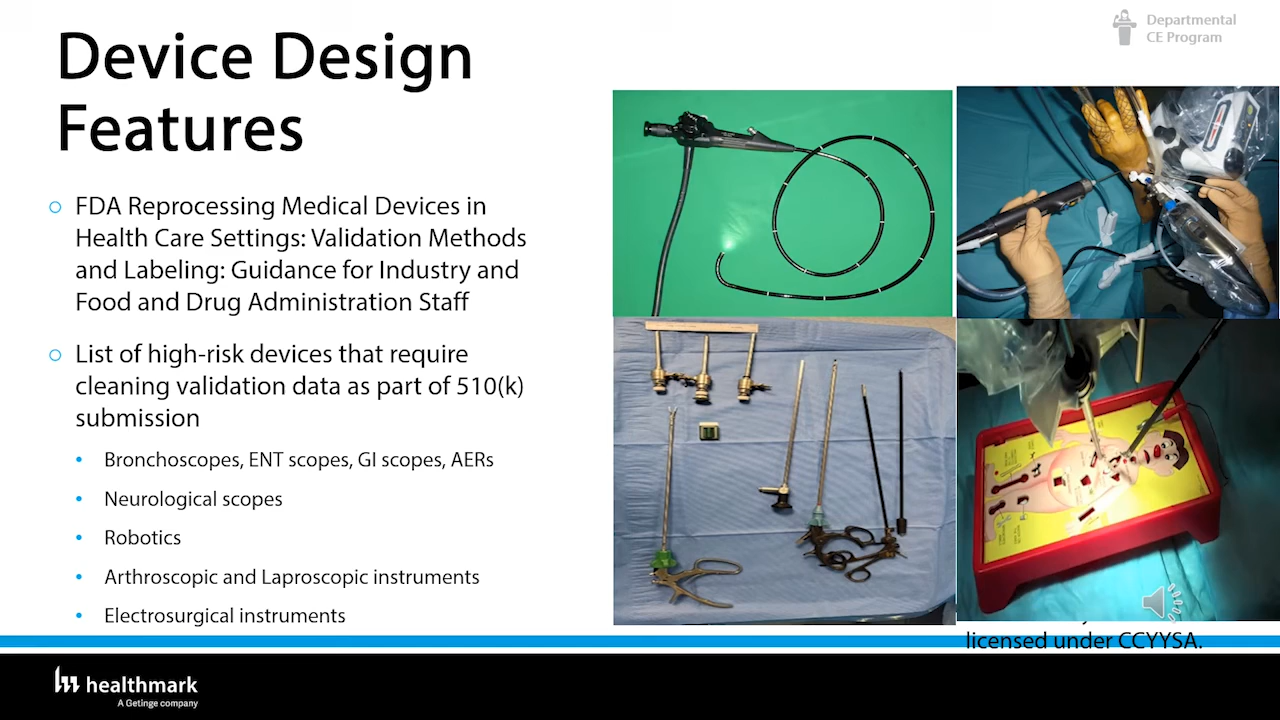 Departmental
CE Program
Device Design
Features
FDA Reprocessing Medical Devices in
Health Care Settings: Validation Methods
and Labeling: Guidance for Industry and
Food and Drug Administration Staff
List of high-risk devices that require
cleaning validation data as part of 510(k)
submission
Bronchoscopes, ENT scopes, GI scopes, AERs
Neurological scopes
Robotics
Arthroscopic and Laproscopic instruments
Electrosurgical instruments
licensed under CCYYSA.
healthmark
A Getinge company